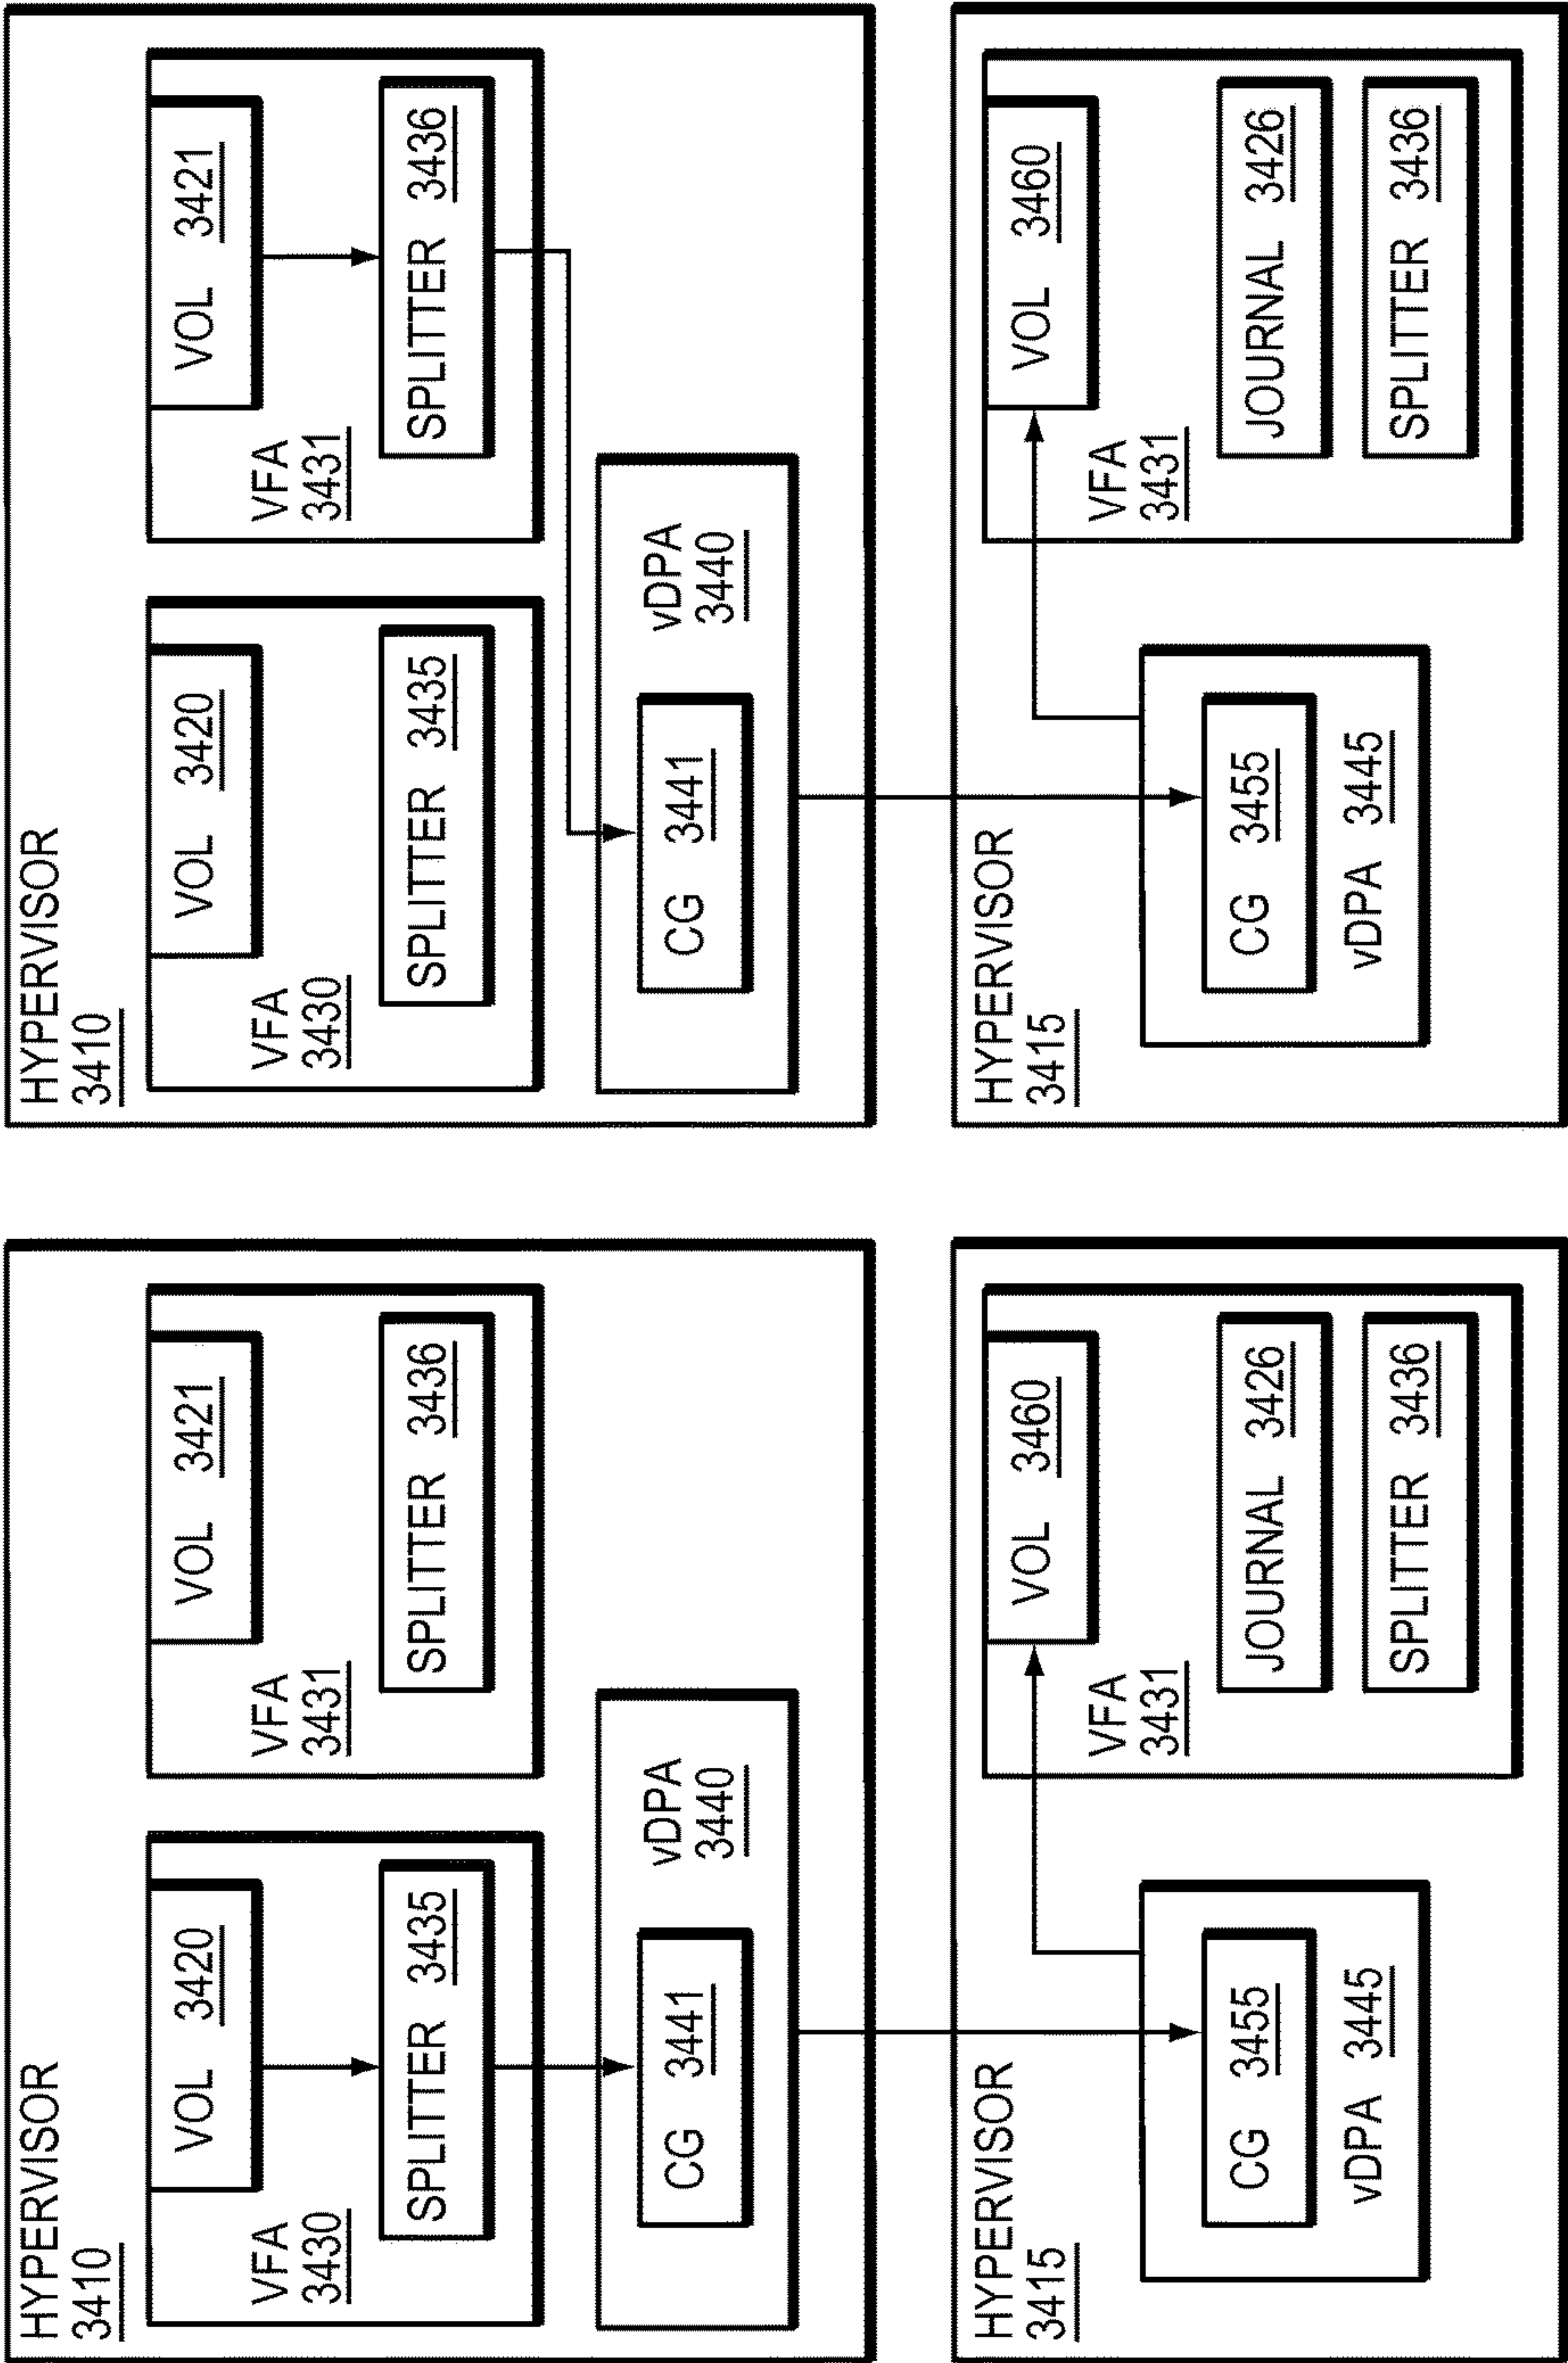 HYPERVISOR
3410
VOL 3420
VFA
3430
SPLITTER 3435
VOL 3421
VFA
3431
SPLITTER 3436
vDPA
3440
CG 3441
HYPERVISOR
3415
CG 3455
vDPA 3445
VOL 3460
VFA
3431
JOURNAL 3426
SPLITTER 3436
HYPERVISOR
3410
VOL 3420
VFA
3430
SPLITTER 3435
VOL 3421
VFA
3431
SPLITTER 3436
vDPA
3440
CG 3441
HYPERVISOR
3415
CG 3455
vDPA 3445
VOL 3460
VFA
3431
JOURNAL 3426
SPLITTER 3436